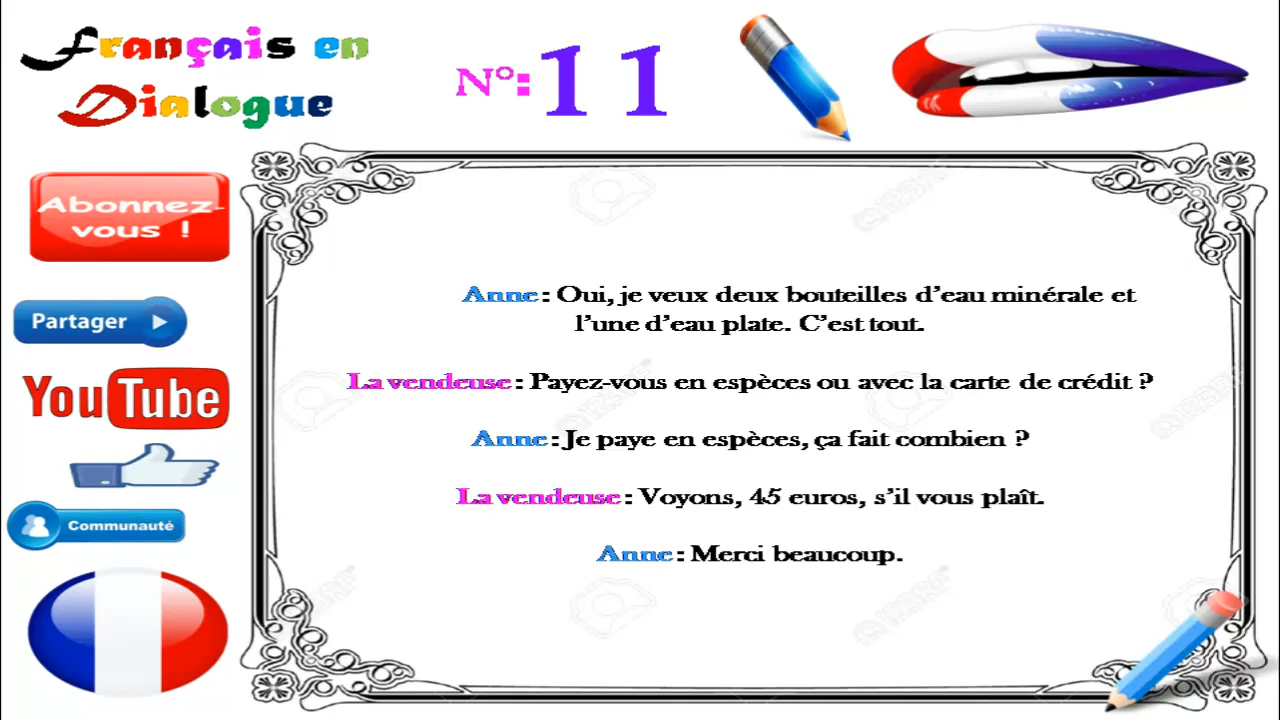 Français en
Dialogue
N°:11
Abonnez-
vous !
Partager
YouTube
Communauté
Anne : Oui, je veux deux bouteilles d’eau minérale et
l’une d’eau plate. C’est tout.
La vendeuse : Payez-vous en espèces ou avec la carte de crédit ?
Anne : Je paye en espèces, ça fait combien ?
La vendeuse : Voyons, 45 euros, s’il vous plaît.
Anne : Merci beaucoup.